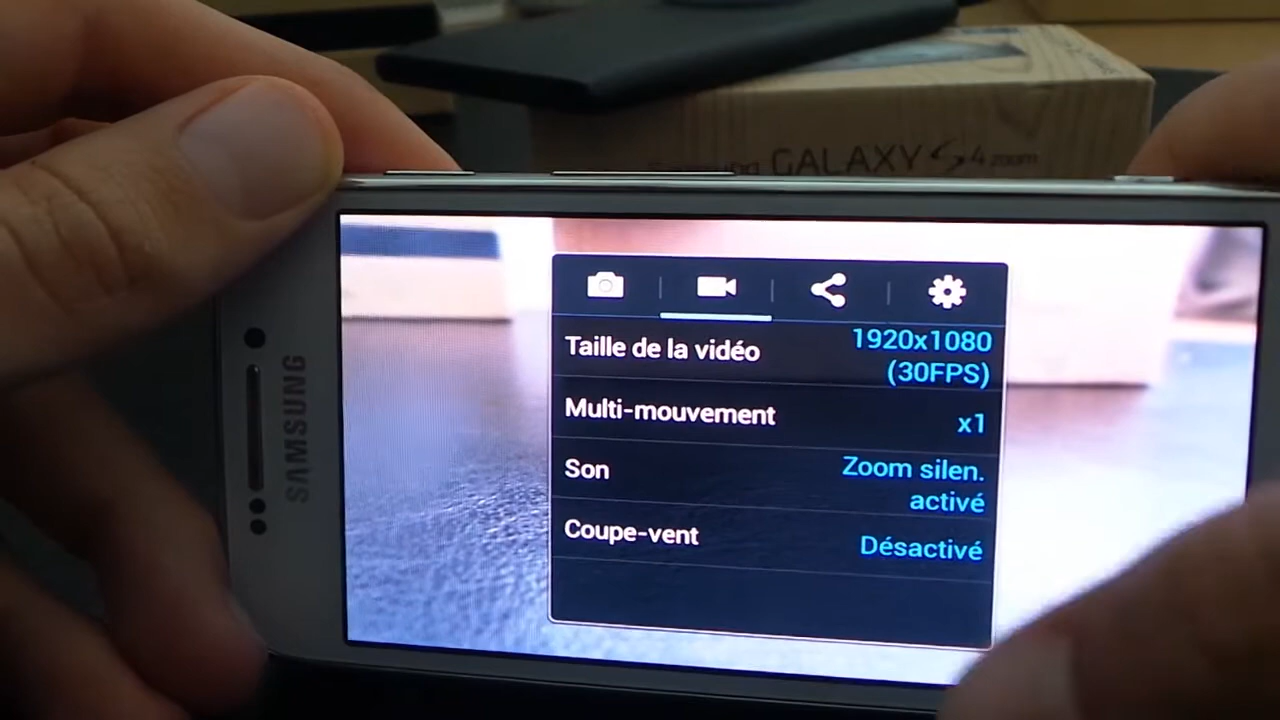 Samsung GALAXY S4 zoom
SAMSUNG
Taille de la vidéo
1920x1080
(30FPS)
Multi-mouvement
x1
Son
Zoom silen.
activé
Coupe-vent
Désactivé